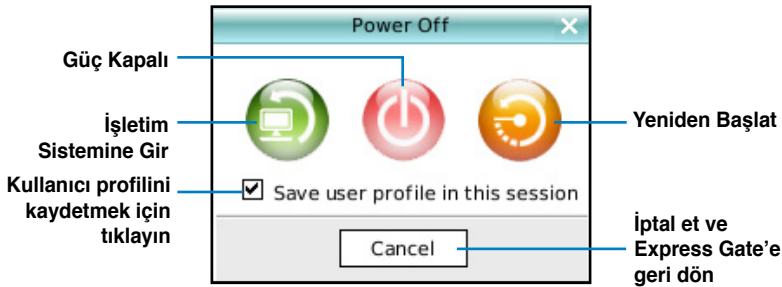 Power Off
Güç Kapalı
İşletim
Sistemine Gir
Yeniden Başlat
Kullanıcı profilini
kaydetmek için
tıklayın
Save user profile in this session
Cancel
İptal et ve
Express Gate’e
geri dön